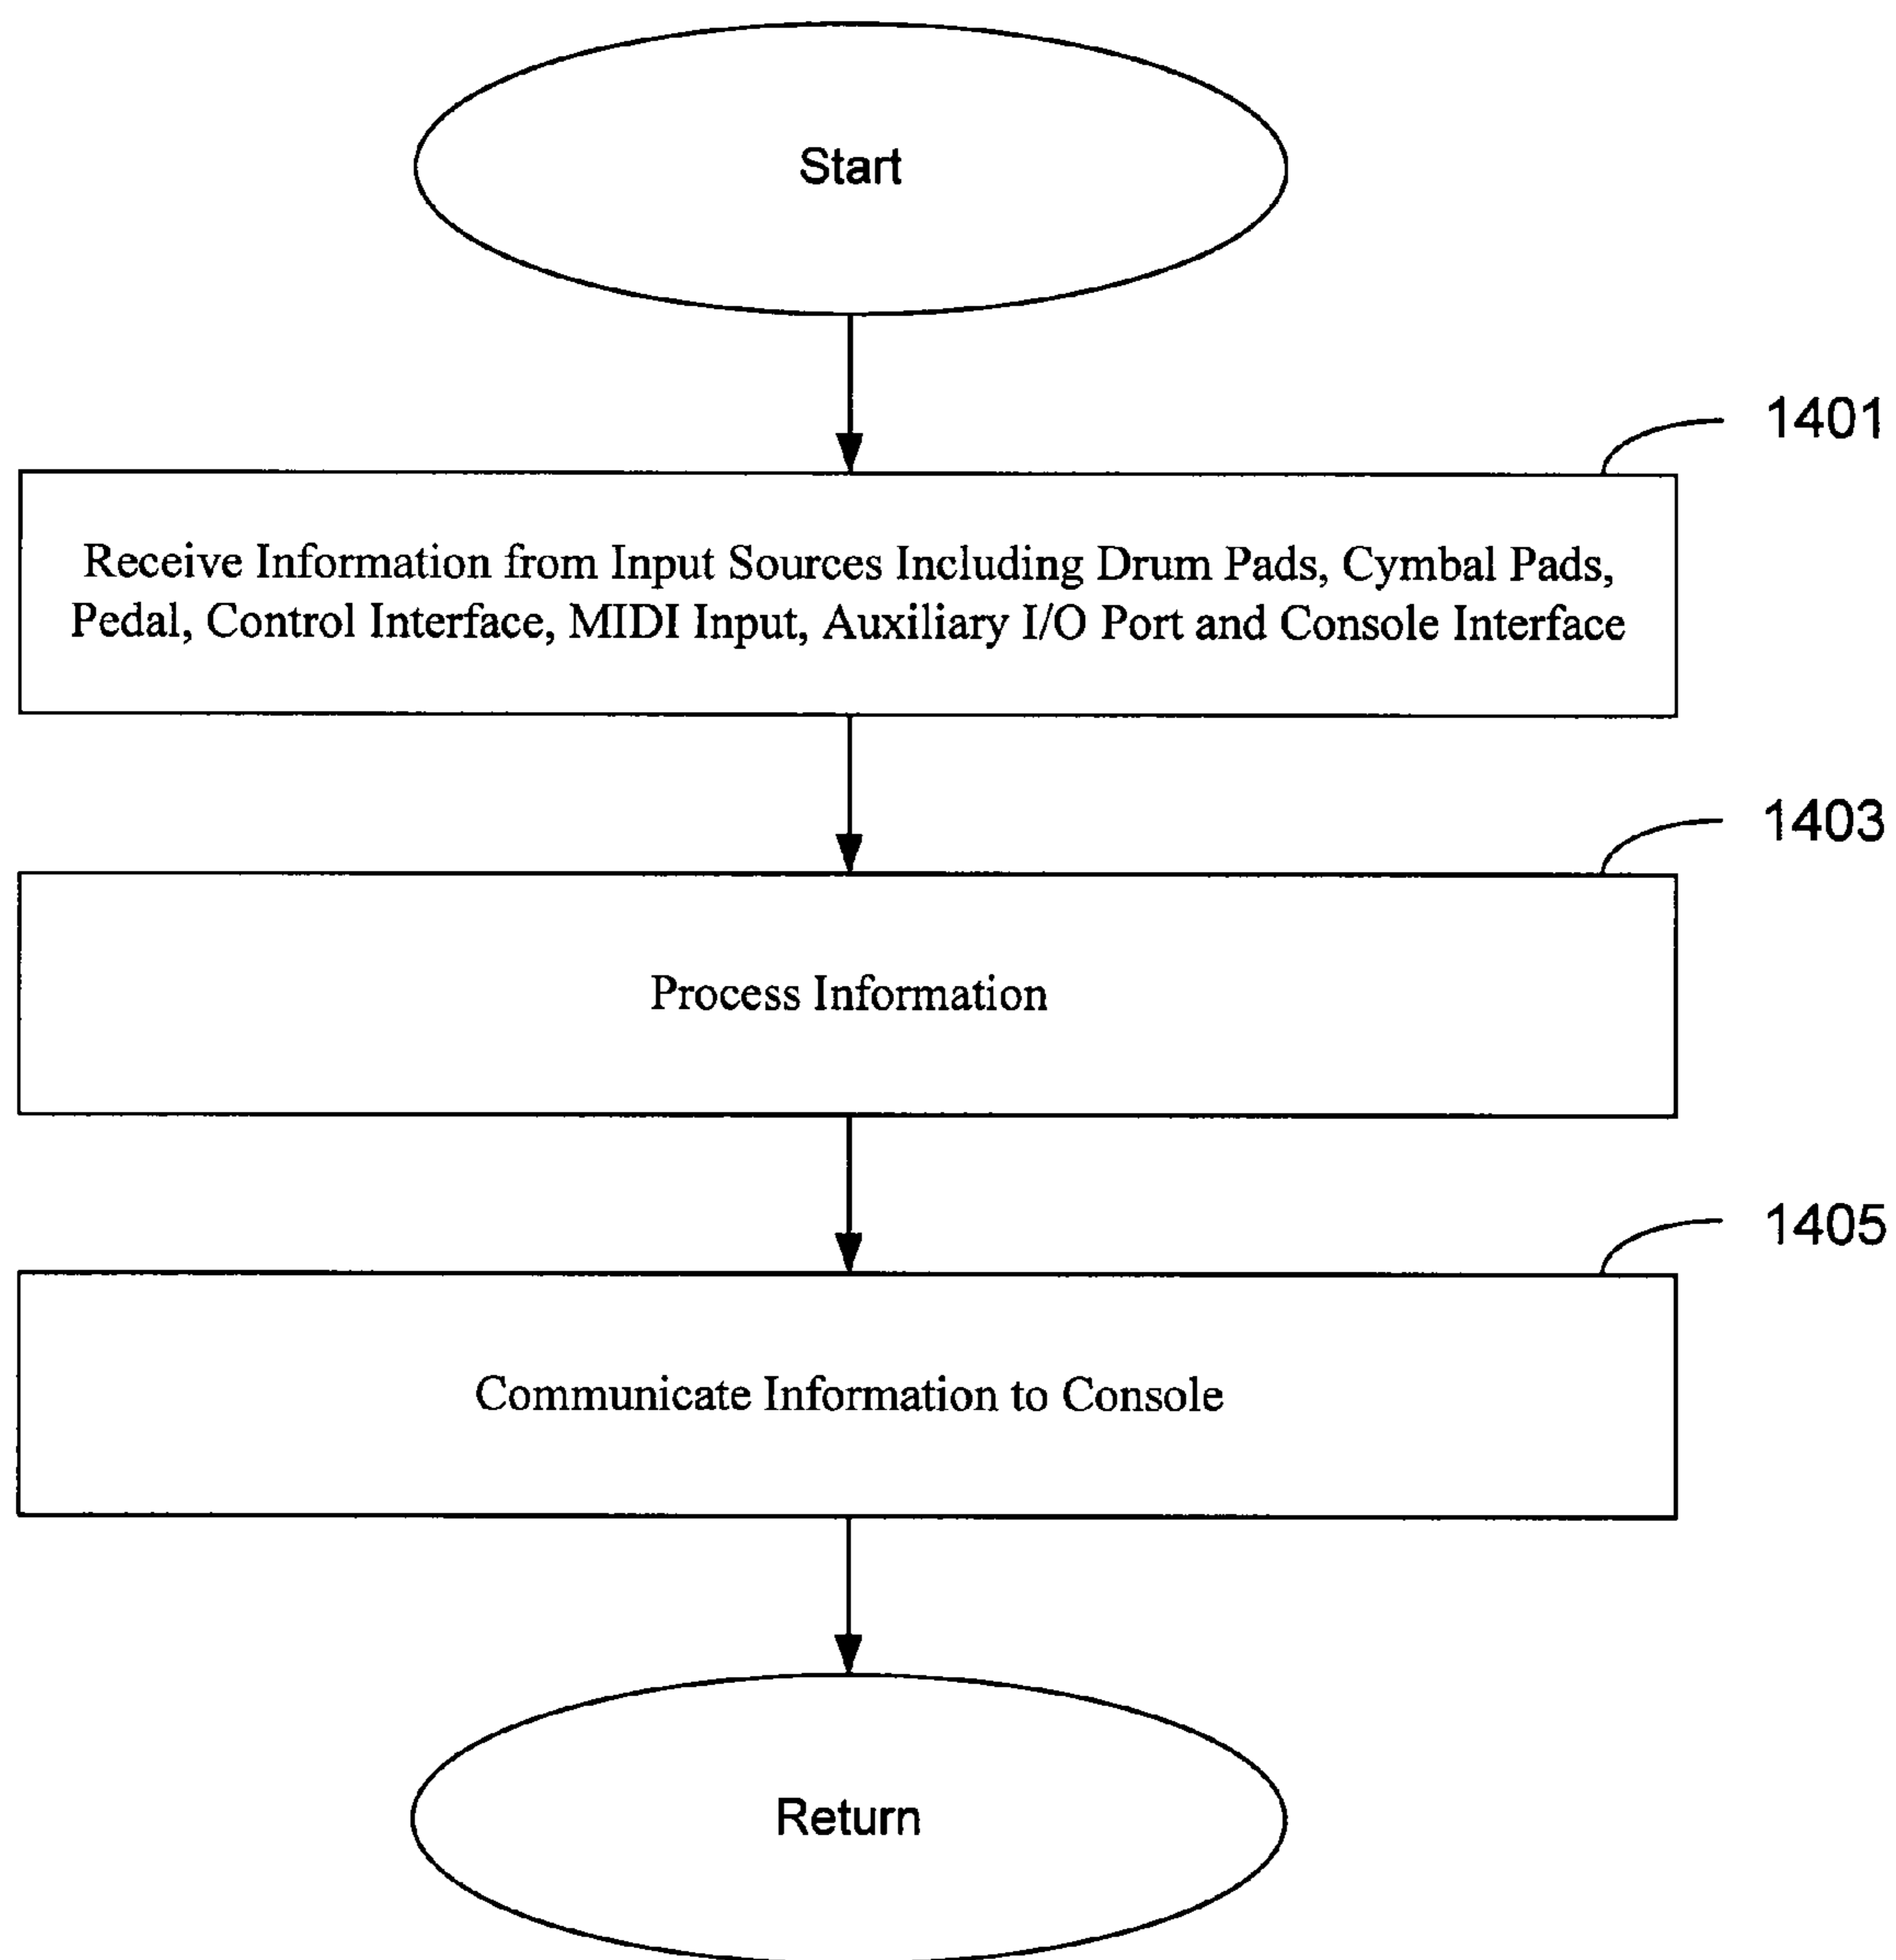 Start
1401
Receive Information from Input Sources Including Drum Pads, Cymbal Pads,
Pedal, Control Interface, MIDI Input, Auxiliary I/O Port and Console Interface
1403
Process Information
1405
Communicate Information to Console
Return